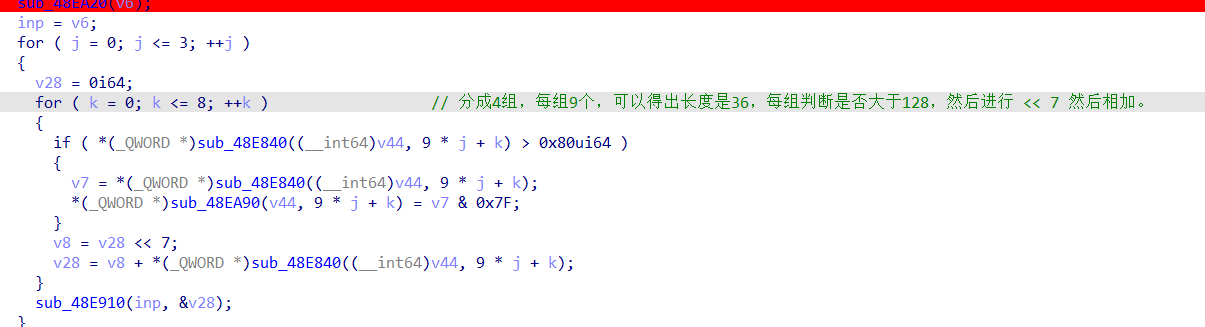 sub_48EA20(v6);
inp = v6;
for ( j = 0; j <= 3; ++j )
{
v28 = 0i64;
for ( k = 0; k <= 8; ++k ) // 分成4组，每组9个，可以得出长度是36，每组判断是否大于128，然后进行 << 7 然后相加。
{
if ( *(_QWORD *)sub_48E840((__int64)v44, 9 * j + k) > 0x80ui64 )
{
v7 = *(_QWORD *)sub_48E840((__int64)v44, 9 * j + k);
*(_QWORD *)sub_48EA90(v44, 9 * j + k) = v7 & 0x7F;
}
v8 = v28 << 7;
v28 = v8 + *(_QWORD *)sub_48E840((__int64)v44, 9 * j + k);
}
sub_48E910(inp, &v28);
}